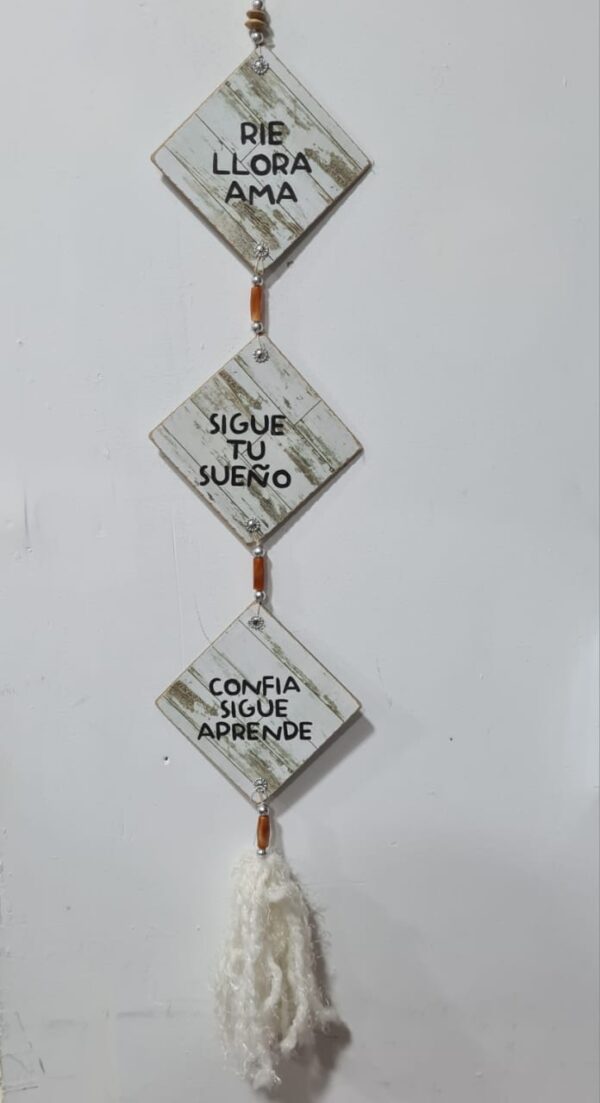 RIE
LLORA
AMA
SIGUE
TU
SUEÑO
CONFIA
SIGUE
APRENDE